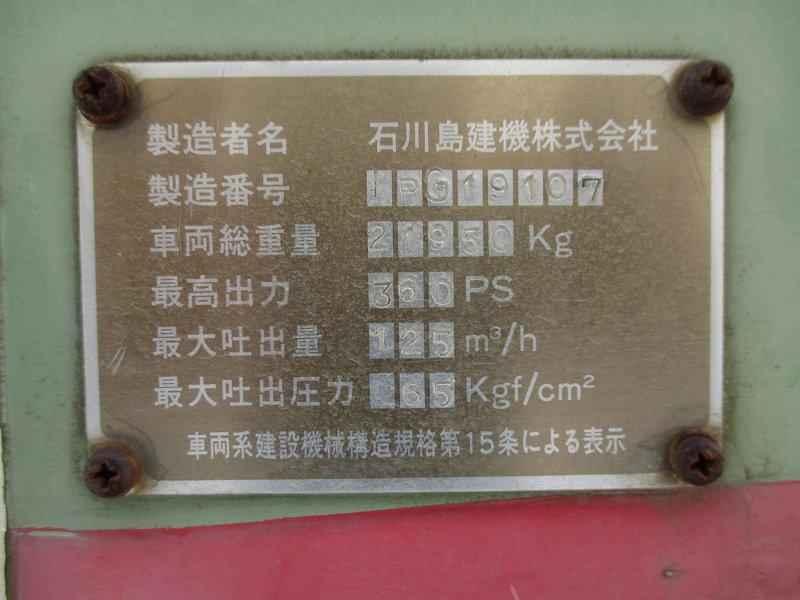 製造者名 石川島建機株式会社
製造番号 IPG19107
車両総重量 21950 Kg
最高出力 360 PS
最大吐出量 125 m³/h
最大吐出圧力 65 Kgf/cm²
車両系建設機械構造規格第15条による表示